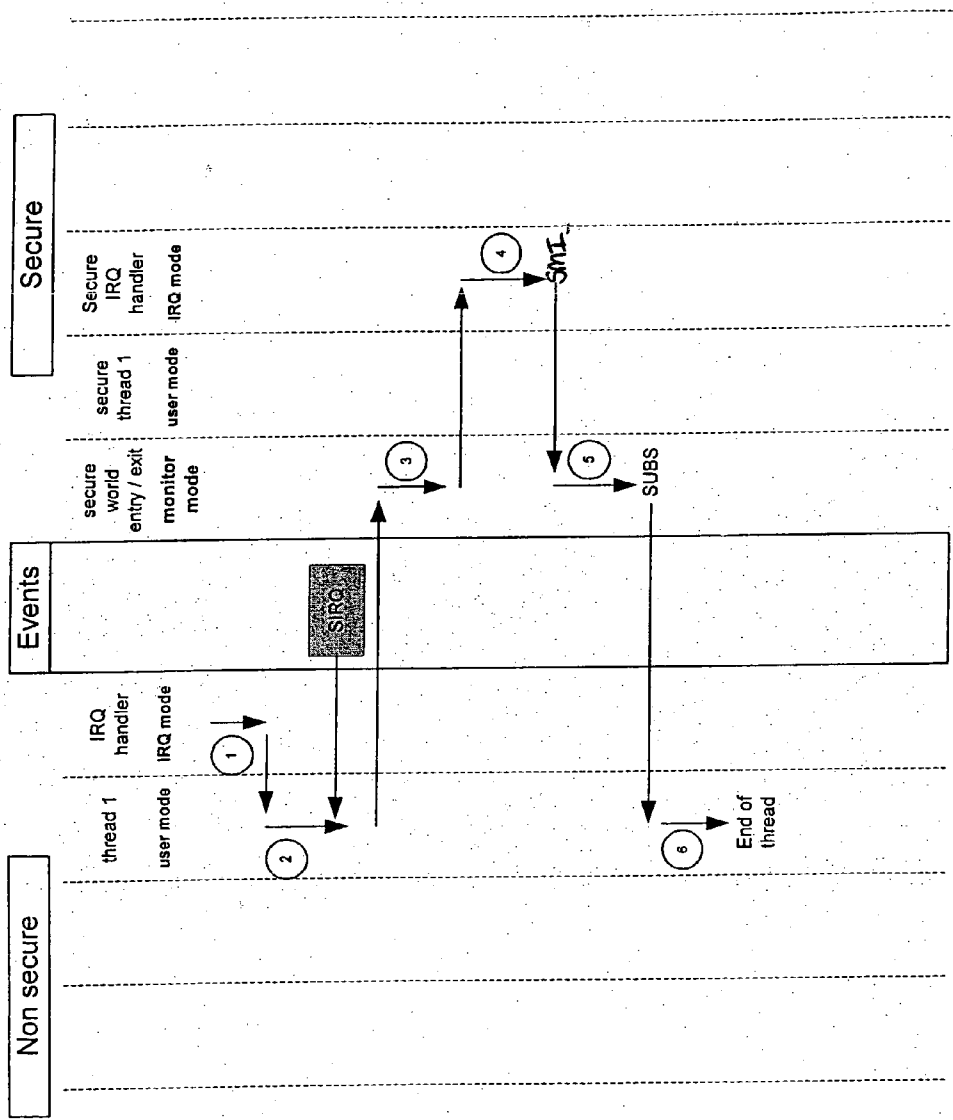 Non secure
Events
Secure
thread 1
user mode
IRQ
handler
IRQ mode
secure
world
entry / exit
monitor
mode
secure
thread 1
user mode
Secure
IRQ
handler
IRQ mode
1
2
SIRQ
3
4
SMI
5
SUBS
6
End of
thread